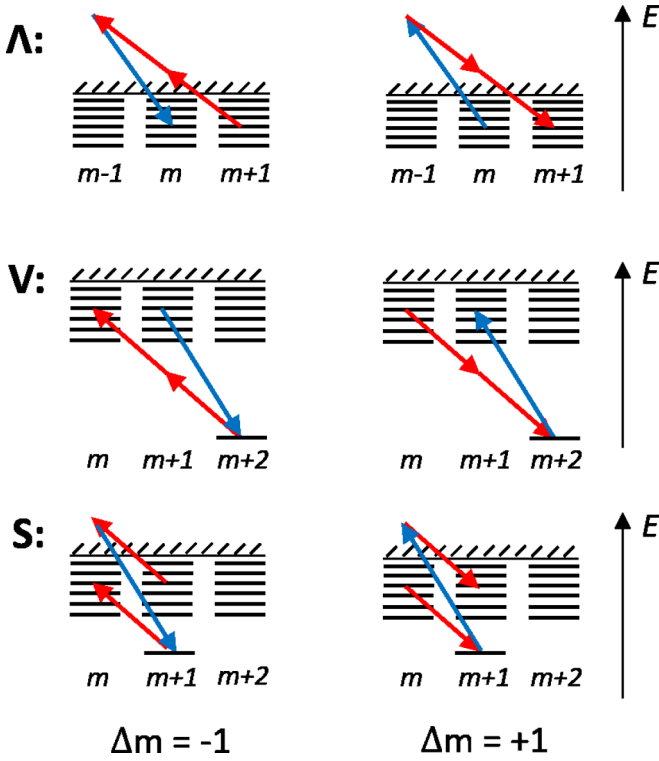 Λ: E E
m-1 m m+1 m-1 m m+1
V: E
m m+1 m+2 m m+1 m+2
S: E
m m+1 m+2 m m+1 m+2
Δm = -1 Δm = +1